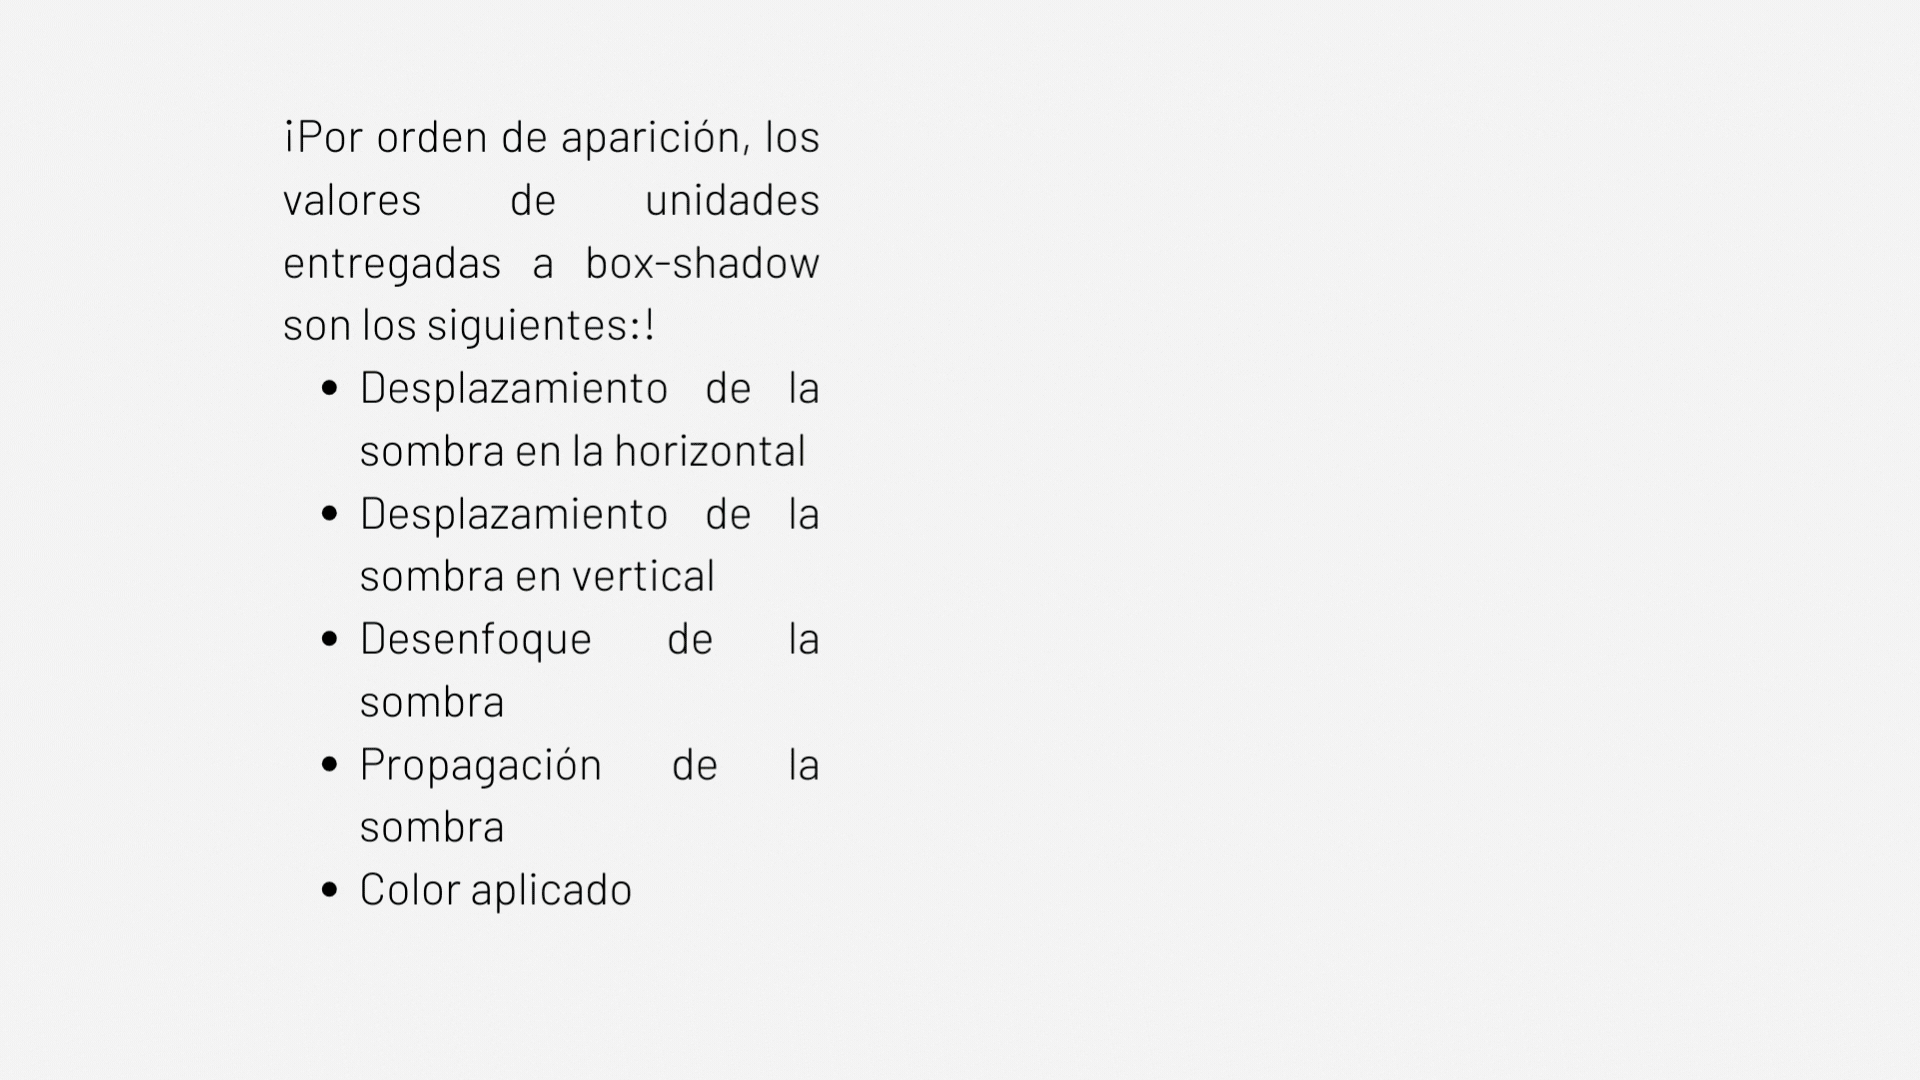 ¡Por orden de aparición, los
valores de unidades
entregadas a box-shadow
son los siguientes:!
• Desplazamiento de la
sombra en la horizontal
• Desplazamiento de la
sombra en vertical
• Desenfoque de la
sombra
• Propagación de la
sombra
• Color aplicado